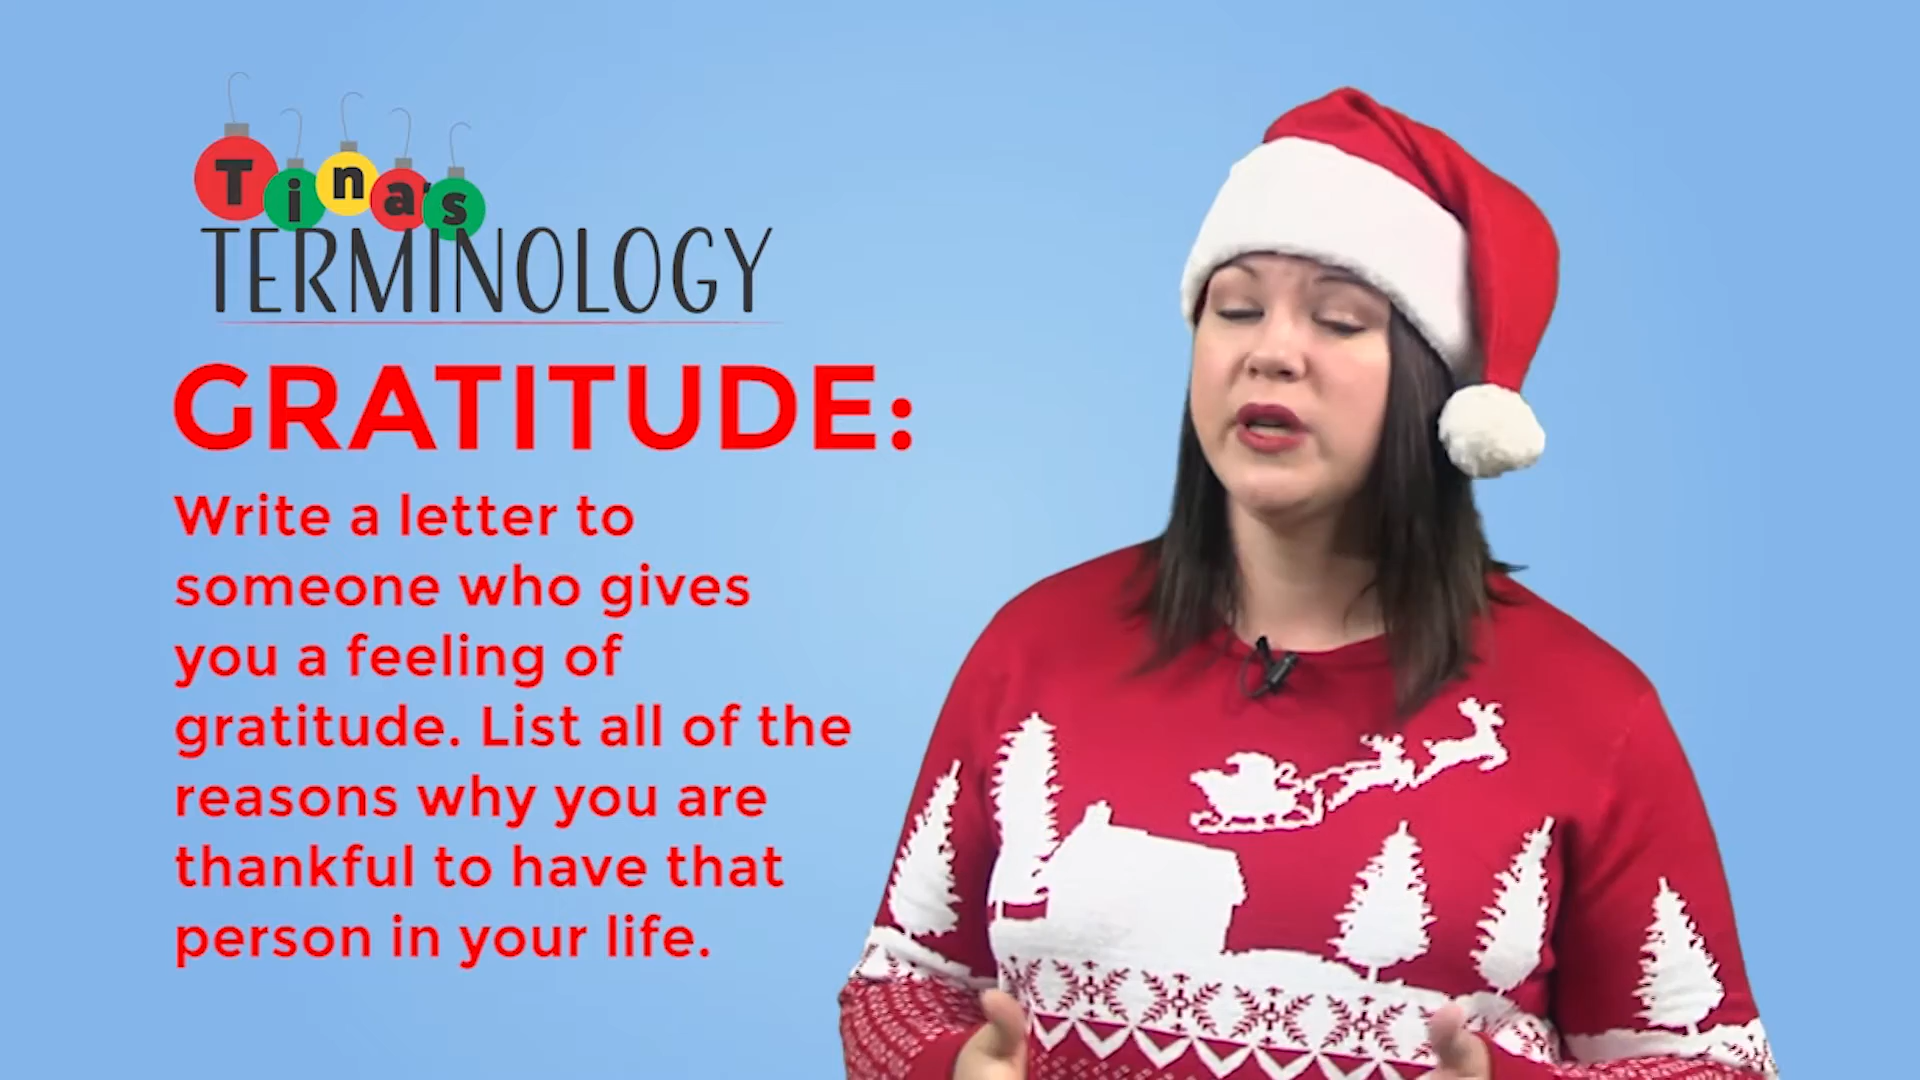 Tina's
TERMINOLOGY
GRATITUDE:
Write a letter to
someone who gives
you a feeling of
gratitude. List all of the
reasons why you are
thankful to have that
person in your life.